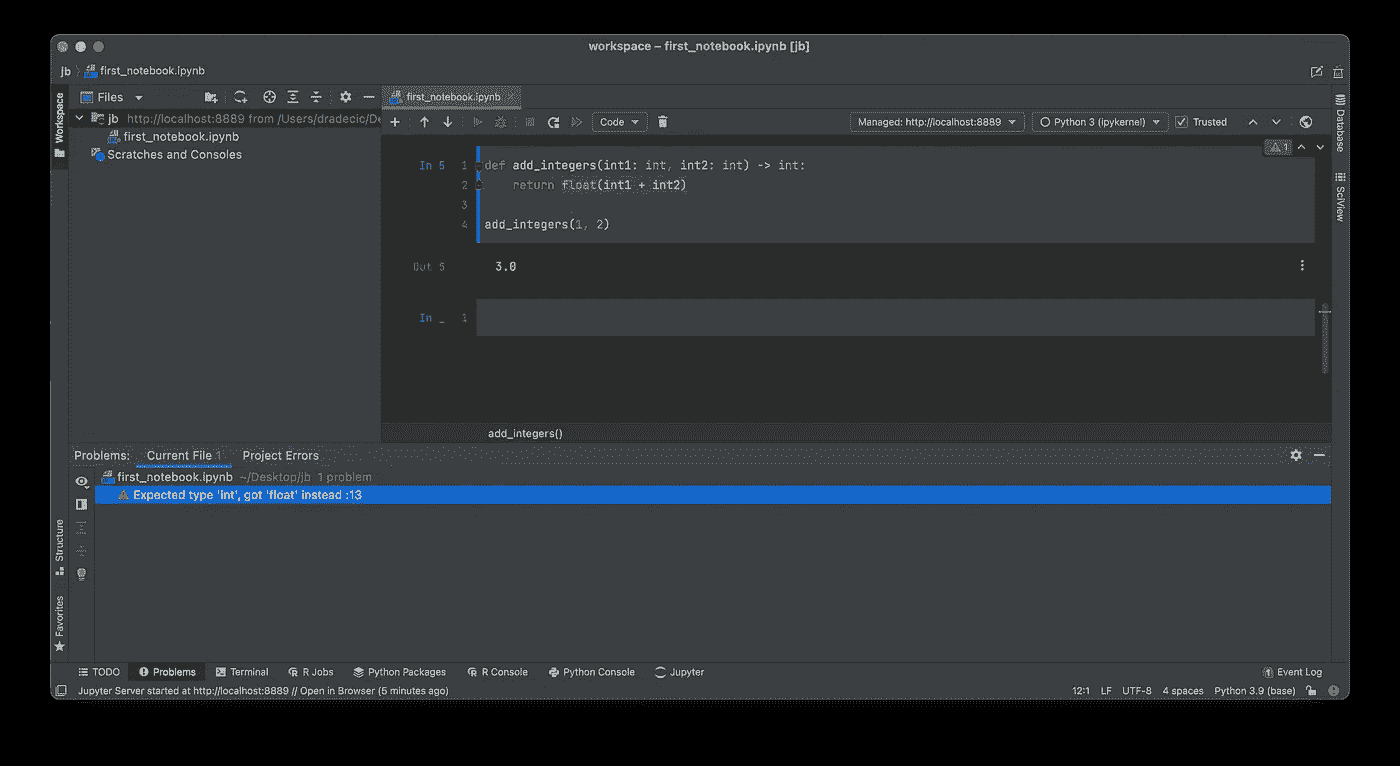 workspace – first_notebook.ipynb [jb]
jb first_notebook.ipynb
Workspace
Files
first_notebook.ipynb
jb http://localhost:8889 from /Users/dradecic/De
first_notebook.ipynb
Scratches and Consoles
Code
Managed: http://localhost:8889
Python 3 (ipykernel)
Trusted
Database
SciView
1
In 5
1 def add_integers(int1: int, int2: int) -> int:
2 return float(int1 + int2)
3
4 add_integers(1, 2)
Out 5
3.0
In _ 1
add_integers()
Problems: Current File 1 Project Errors
first_notebook.ipynb ~/Desktop/jb 1 problem
Expected type 'int', got 'float' instead :13
Structure
Favorites
TODO Problems Terminal R Jobs Python Packages R Console Python Console Jupyter Event Log
Jupyter Server started at http://localhost:8889 // Open in Browser (5 minutes ago) 12:1 LF UTF-8 4 spaces Python 3.9 (base)